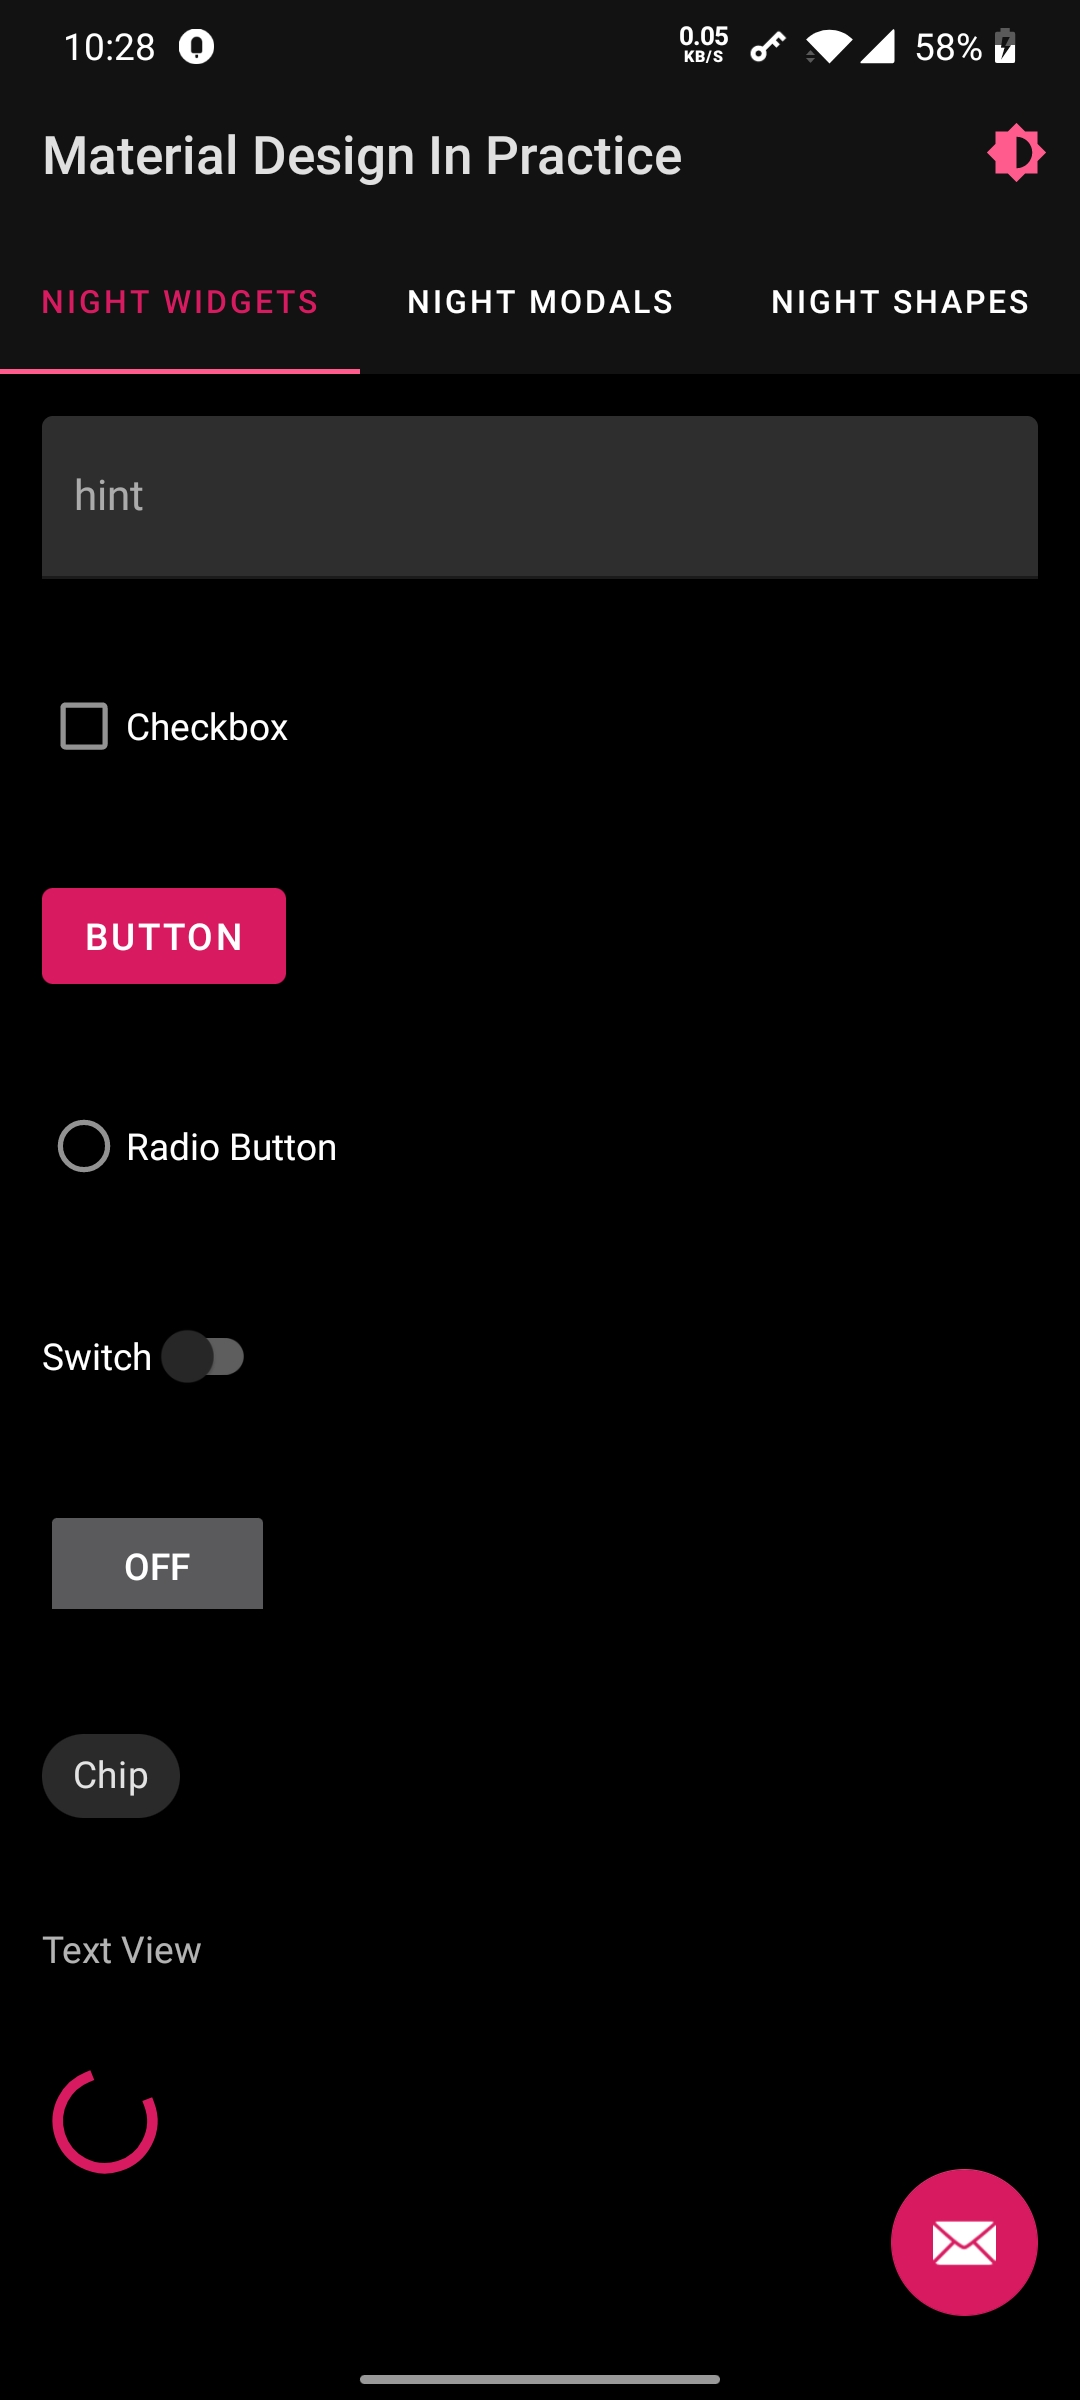 10:28
0.05
KB/S
58%
Material Design In Practice
NIGHT WIDGETS NIGHT MODALS NIGHT SHAPES
hint
Checkbox
BUTTON
Radio Button
Switch
OFF
Chip
Text View